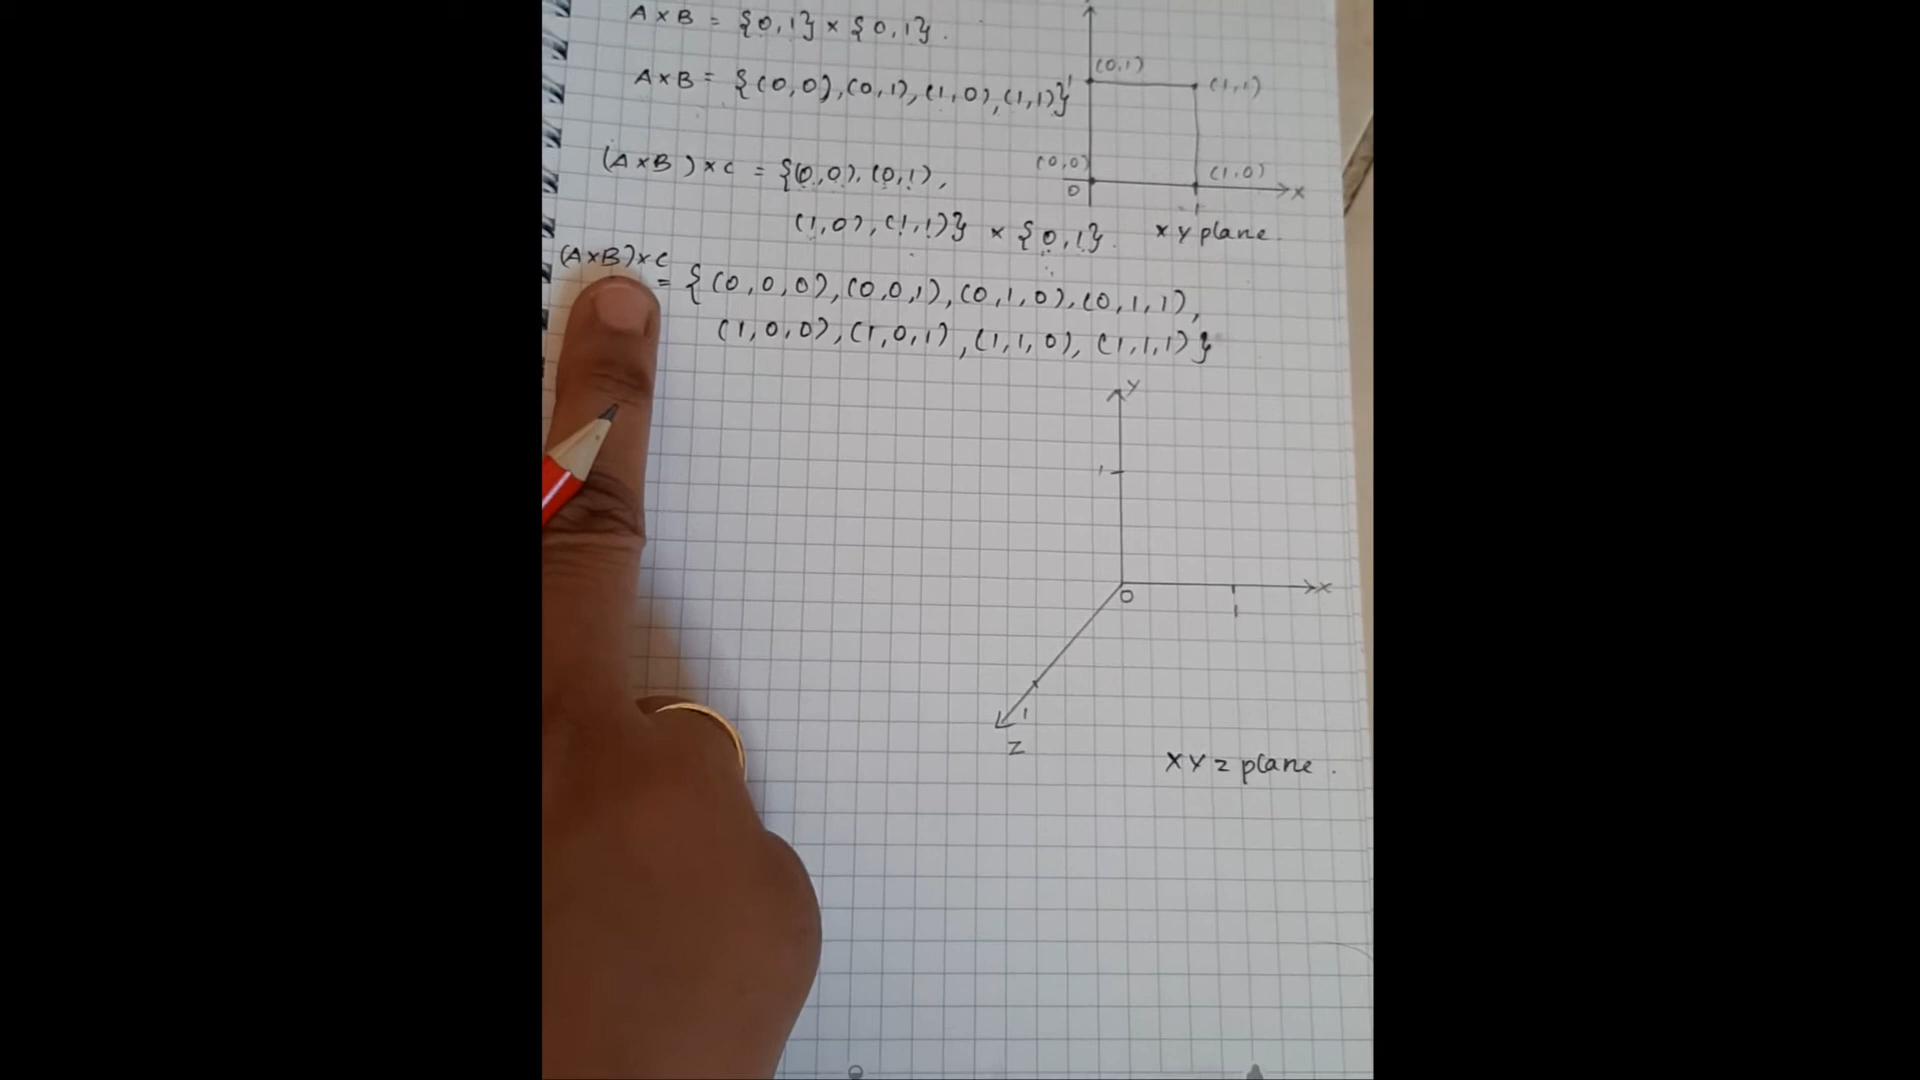 A×B = {0,1} × {0,1}.
A×B = {(0,0),(0,1),(1,0),(1,1)}
(A×B)×C = {(0,0),(0,1),
(1,0),(1,1)} × {0,1}.
(A×B)×C
= {(0,0,0),(0,0,1),(0,1,0),(0,1,1),
(1,0,0),(1,0,1),(1,1,0),(1,1,1)}
(0,1)
1
(1,1)
(0,0)
(1,0)
0
X
1
XY plane.
Y
1
0
X
1
1
Z
XYZ plane.